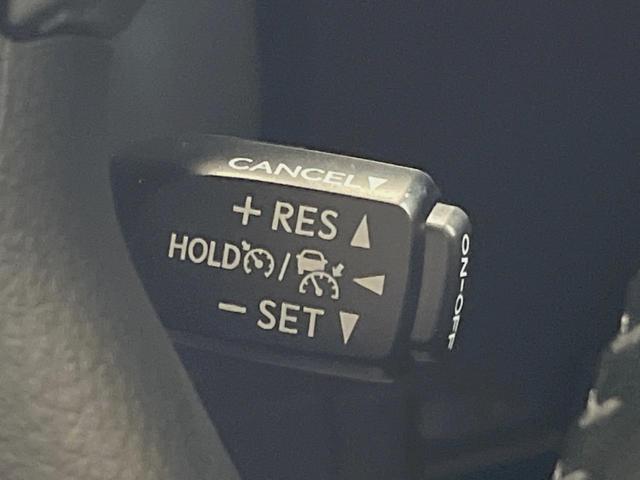 CANCEL▼
+ RES ▲
HOLD / ◀
− SET ▼
ON-OFF